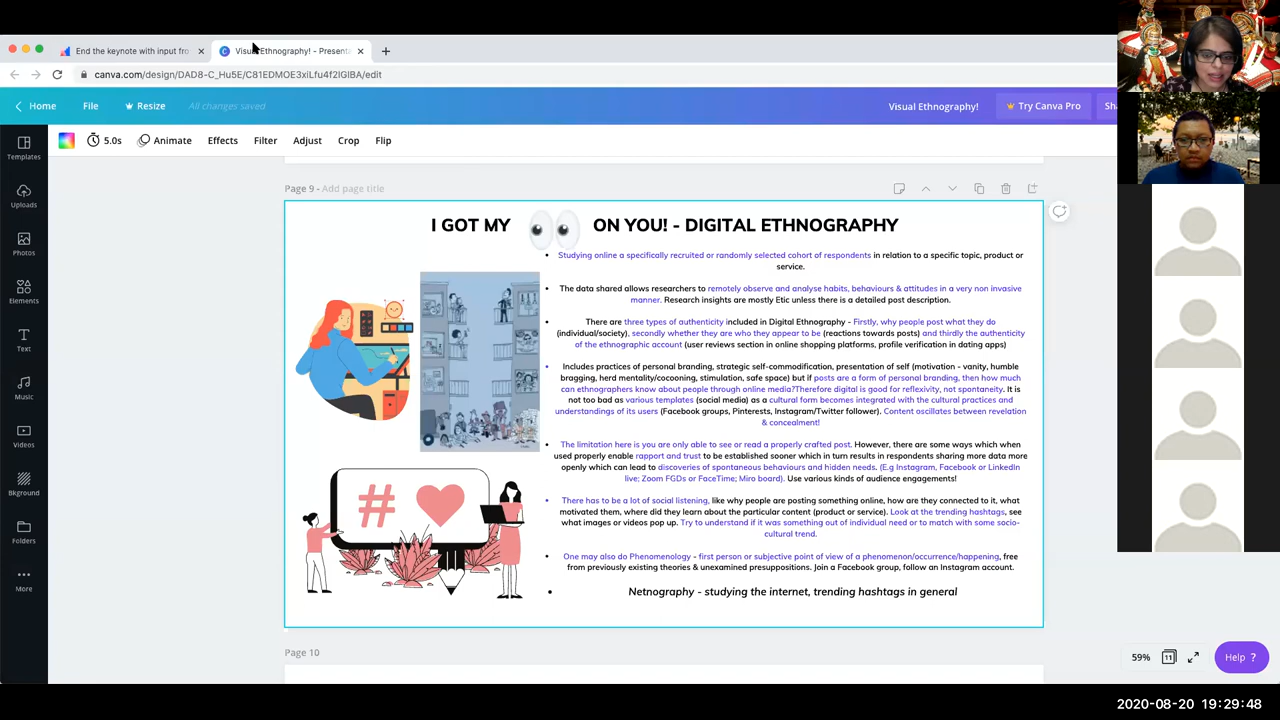 End the keynote with input fro
Visual Ethnography! - Presenta
canva.com/design/DAD8-C_Hu5E/C81EDMOE3xiLfu4f2IGIBA/edit
Home
File
Resize
All changes saved
Visual Ethnography!
Try Canva Pro
Sh
5.0s
Animate
Effects
Filter
Adjust
Crop
Flip
Templates
Uploads
Photos
Elements
Text
Music
Videos
Bkground
Folders
More
Page 9 - Add page title
I GOT MY ON YOU! - DIGITAL ETHNOGRAPHY
• Studying online a specifically recruited or randomly selected cohort of respondents in relation to a specific topic, product or
service.
• The data shared allows researchers to remotely observe and analyse habits, behaviours & attitudes in a very non invasive
manner. Research insights are mostly Etic unless there is a detailed post description.
• There are three types of authenticity included in Digital Ethnography - Firstly, why people post what they do
(individual/society), secondly whether they are who they appear to be (reactions towards posts) and thirdly the authenticity
of the ethnographic account (user reviews section in online shopping platforms, profile verification in dating apps)
• Includes practices of personal branding, strategic self-commodification, presentation of self (motivation - vanity, humble
bragging, herd mentality/cocooning, stimulation, safe space) but if posts are a form of personal branding, then how much
can ethnographers know about people through online media?Therefore digital is good for reflexivity, not spontaneity. It is
not too bad as various templates (social media) as a cultural form becomes integrated with the cultural practices and
understandings of its users (Facebook groups, Pinterests, Instagram/Twitter follower). Content oscillates between revelation
& concealment!
• The limitation here is you are only able to see or read a properly crafted post. However, there are some ways which when
used properly enable rapport and trust to be established sooner which in turn results in respondents sharing more data more
openly which can lead to discoveries of spontaneous behaviours and hidden needs. (E.g Instagram, Facebook or LinkedIn
live; Zoom FGDs or FaceTime; Miro board). Use various kinds of audience engagements!
• There has to be a lot of social listening, like why people are posting something online, how are they connected to it, what
motivated them, where did they learn about the particular content (product or service). Look at the trending hashtags, see
what images or videos pop up. Try to understand if it was something out of individual need or to match with some socio-
cultural trend.
• One may also do Phenomenology - first person or subjective point of view of a phenomenon/occurrence/happening, free
from previously existing theories & unexamined presuppositions. Join a Facebook group, follow an Instagram account.
• Netnography - studying the internet, trending hashtags in general
#
Page 10
59%
11
Help ?
2020-08-20 19:29:48